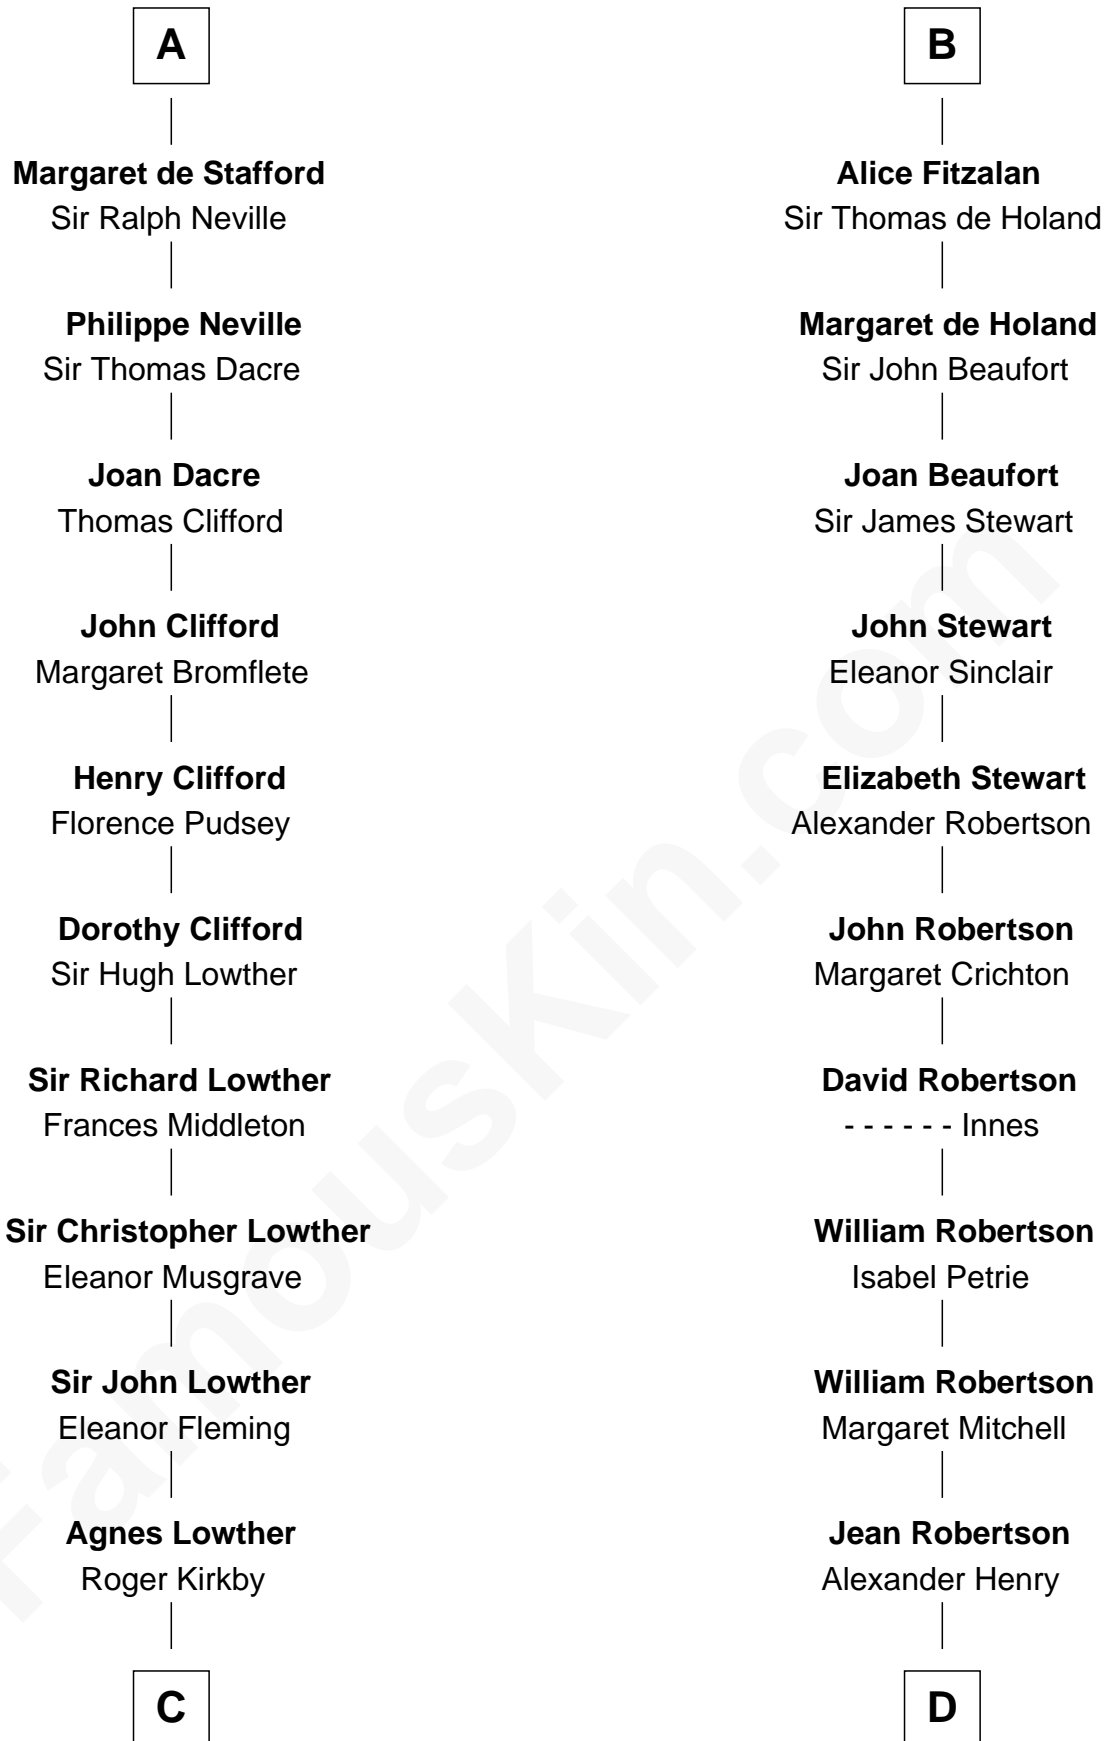 A
Margaret de Stafford
Sir Ralph Neville
Philippe Neville
Sir Thomas Dacre
Joan Dacre
Thomas Clifford
John Clifford
Margaret Bromflete
Henry Clifford
Florence Pudsey
Dorothy Clifford
Sir Hugh Lowther
Sir Richard Lowther
Frances Middleton
Sir Christopher Lowther
Eleanor Musgrave
Sir John Lowther
Eleanor Fleming
Agnes Lowther
Roger Kirkby
C
B
Alice Fitzalan
Sir Thomas de Holand
Margaret de Holand
Sir John Beaufort
Joan Beaufort
Sir James Stewart
John Stewart
Eleanor Sinclair
Elizabeth Stewart
Alexander Robertson
John Robertson
Margaret Crichton
David Robertson
- - - - - - Innes
William Robertson
Isabel Petrie
William Robertson
Margaret Mitchell
Jean Robertson
Alexander Henry
D
FamousKin.com